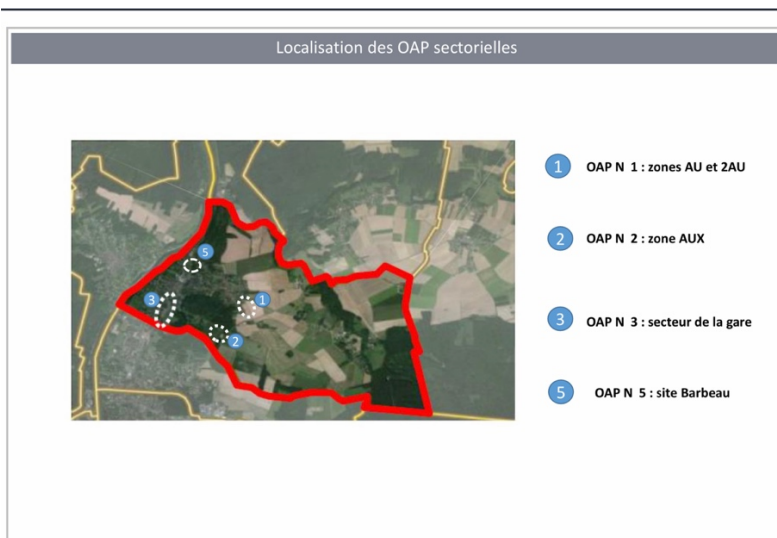 Localisation des OAP sectorielles
1 OAP N 1 : zones AU et 2AU
2 OAP N 2 : zone AUX
3 OAP N 3 : secteur de la gare
5 OAP N 5 : site Barbeau
5
3
1
2